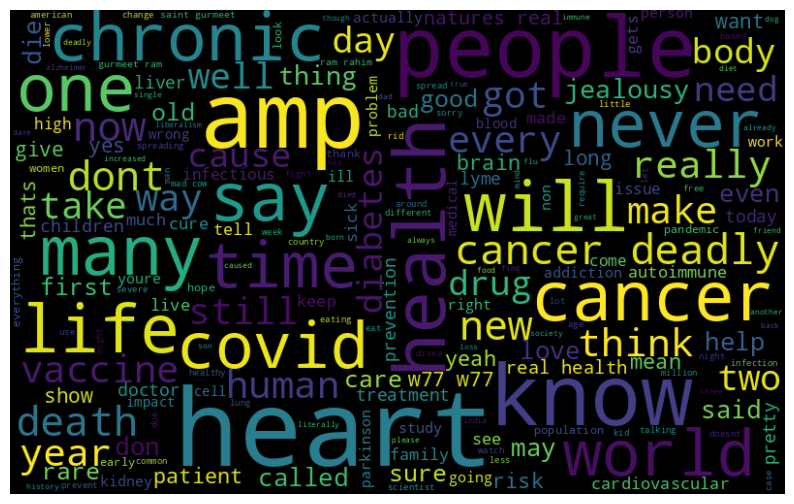 american
change
saint gurmeet
die
lower
deadly
chronic
look
gurmeet ram
ram rahim
though
actually
natures real
person
immune
gets
people
want
dog
based
alzheimer
single
one
liver
well
day
thing
problem
dad
spread
true
body
diet
liberalism
dare
high
now
old
amp
bad
good
got
jealousy
need
sorry
little
never
already
yes
wrong
spreading
cause
rid
every
blood
made
work
give
increased
women
infectious
thank
fight
ill
brain
long
really
dont
man
mad cow
died
lyme
non
issue
even
flu
thats
take
way
say
sick
around
different
medical
will
make
free
today
great
children
much
cure
tell
week
country
born
always
pandemic
friend
many
time
diabetes
health
cancer
deadly
everything
first
youre
hope
caused
severe
prevention
drug
addiction
come
autoimmune
food
find
life
live
still
keep
eating
right
cancer
lot
another
back
use
covid
son
eat
new
think
society
age
help
loss
disea
yeah
love
mean
night
infection
vaccine
healthy
human
care
w77 w77
real health
two
million
show
doctor
cell
treatment
impact
lung
literally
india
know
death
don
heart
parkinson
study
please
family
watch
less
population
kid
talking
doesnt
said
pretty
see
may
world
year
rare
early
common
called
patient
sure
going
risk
case
kidney
history
prevent
scientist
cardiovascular